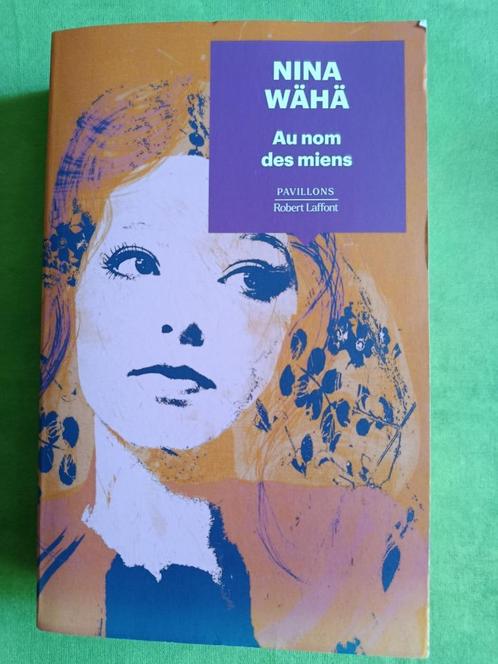 NINA
WÄHÄ
Au nom
des miens
PAVILLONS
Robert Laffont